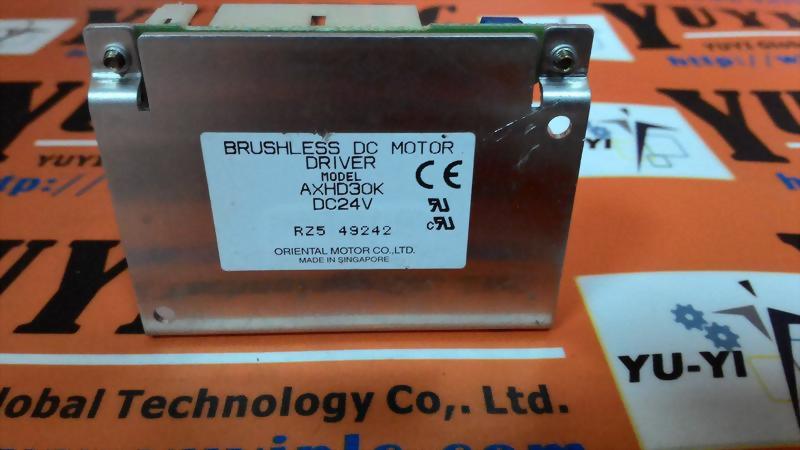 BRUSHLESS DC MOTOR
DRIVER
MODEL
AXHD30K
DC24V
RZ5 49242
ORIENTAL MOTOR CO.,LTD.
MADE IN SINGAPORE
CE
YU-YI
lobal Technology Co,. Ltd.